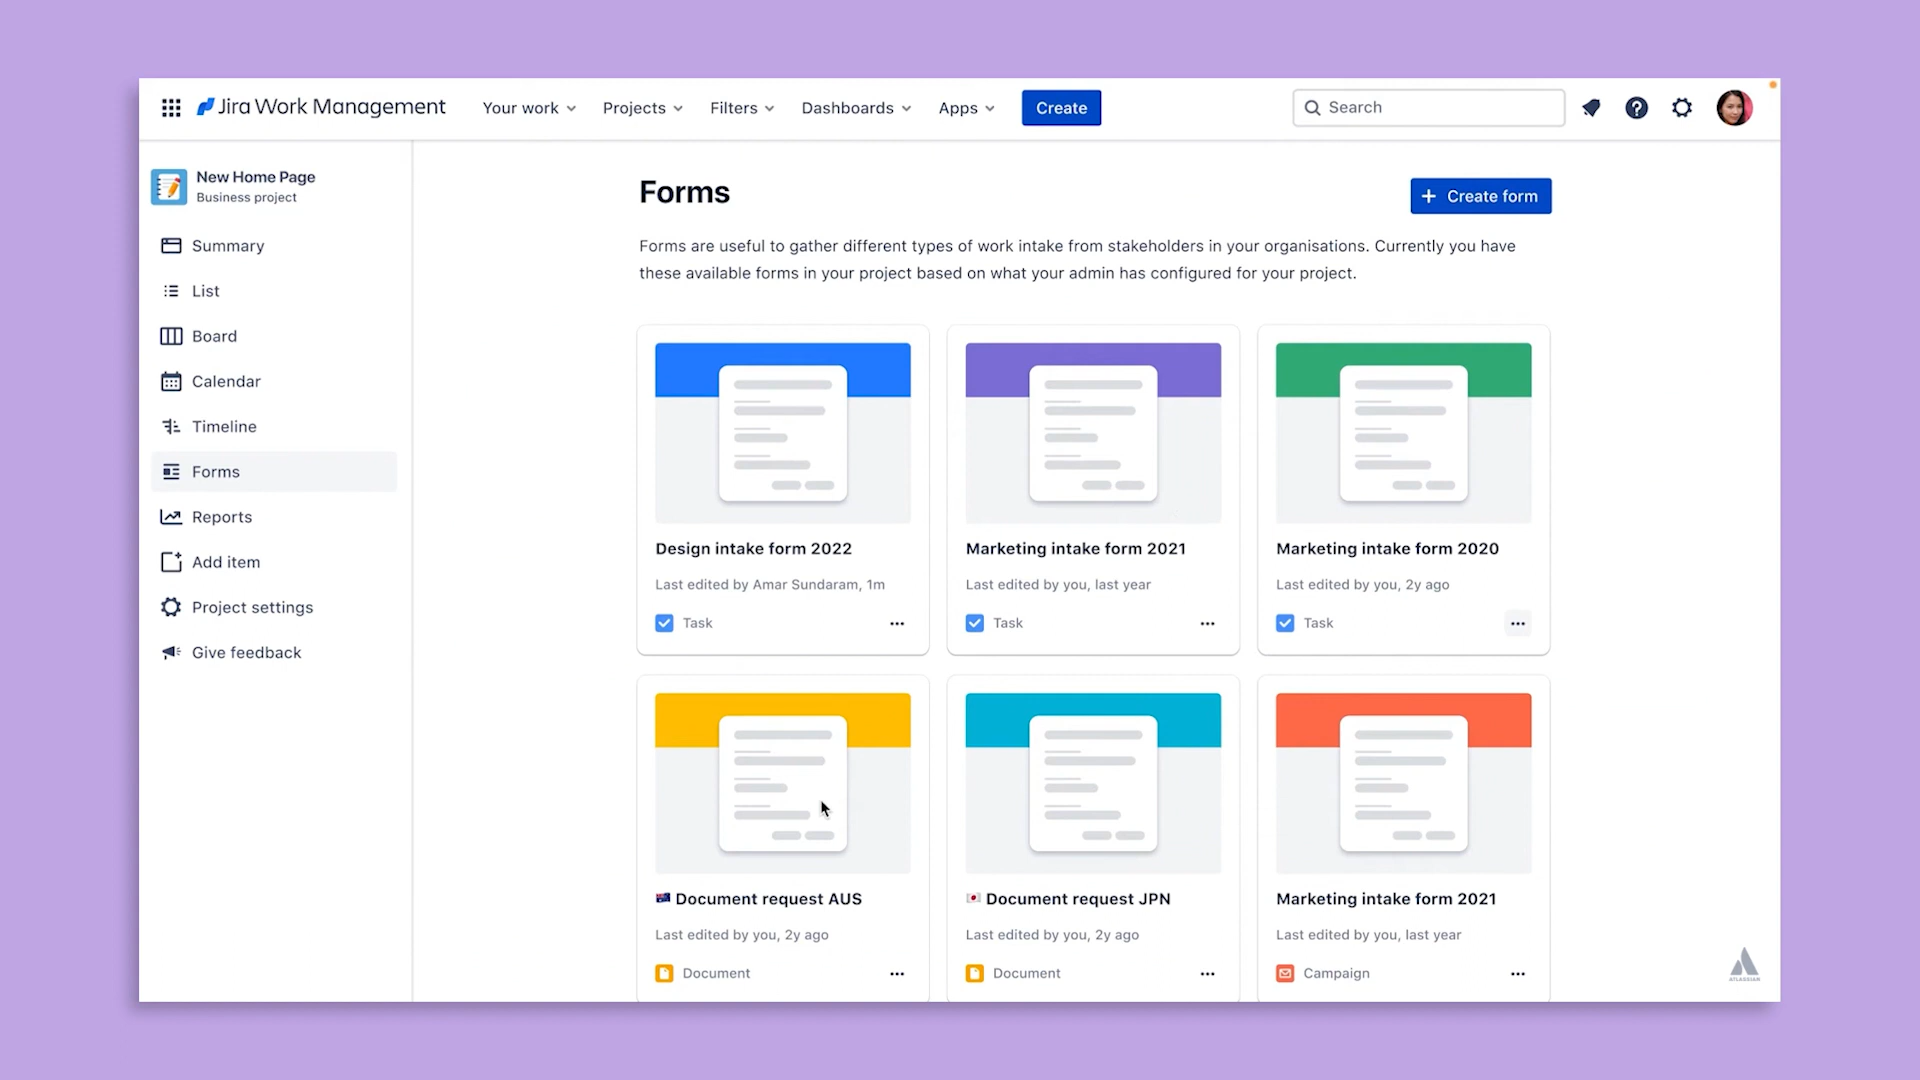 Jira Work Management Your work Projects Filters Dashboards Apps Create Search
New Home Page
Business project
Summary
List
Board
Calendar
Timeline
Forms
Reports
Add item
Project settings
Give feedback
Forms
Create form
Forms are useful to gather different types of work intake from stakeholders in your organisations. Currently you have
these available forms in your project based on what your admin has configured for your project.
Design intake form 2022
Last edited by Amar Sundaram, 1m
Task
Marketing intake form 2021
Last edited by you, last year
Task
Marketing intake form 2020
Last edited by you, 2y ago
Task
Document request AUS
Last edited by you, 2y ago
Document
Document request JPN
Last edited by you, 2y ago
Document
Marketing intake form 2021
Last edited by you, last year
Campaign
ATLASSIAN